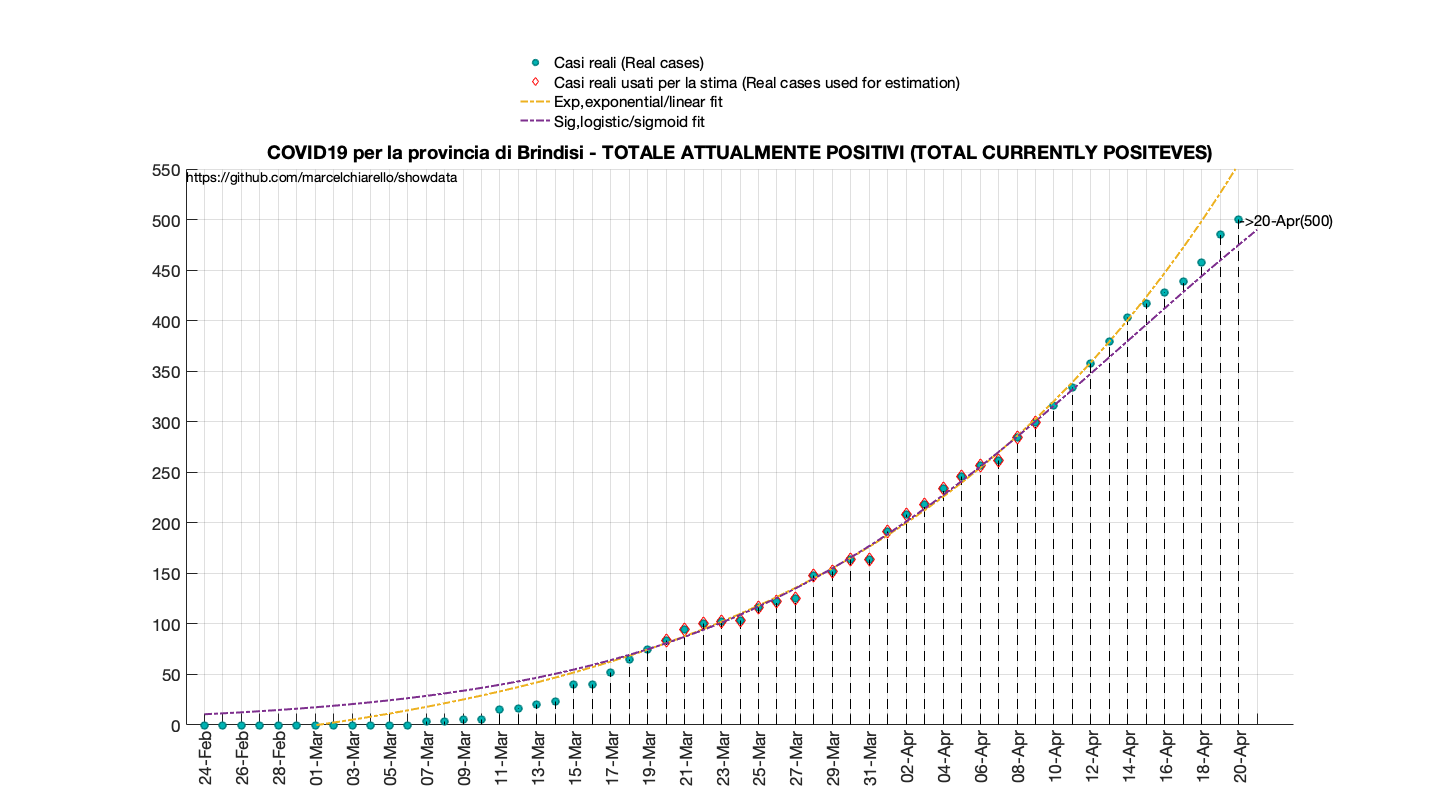 Casi reali (Real cases)
Casi reali usati per la stima (Real cases used for estimation)
Exp,exponential/linear fit
Sig,logistic/sigmoid fit
COVID19 per la provincia di Brindisi - TOTALE ATTUALMENTE POSITIVI (TOTAL CURRENTLY POSITEVES)
https://github.com/marcelchiarello/showdata
550
500
450
400
350
300
250
200
150
100
50
0
->20-Apr(500)
24-Feb
26-Feb
28-Feb
01-Mar
03-Mar
05-Mar
07-Mar
09-Mar
11-Mar
13-Mar
15-Mar
17-Mar
19-Mar
21-Mar
23-Mar
25-Mar
27-Mar
29-Mar
31-Mar
02-Apr
04-Apr
06-Apr
08-Apr
10-Apr
12-Apr
14-Apr
16-Apr
18-Apr
20-Apr